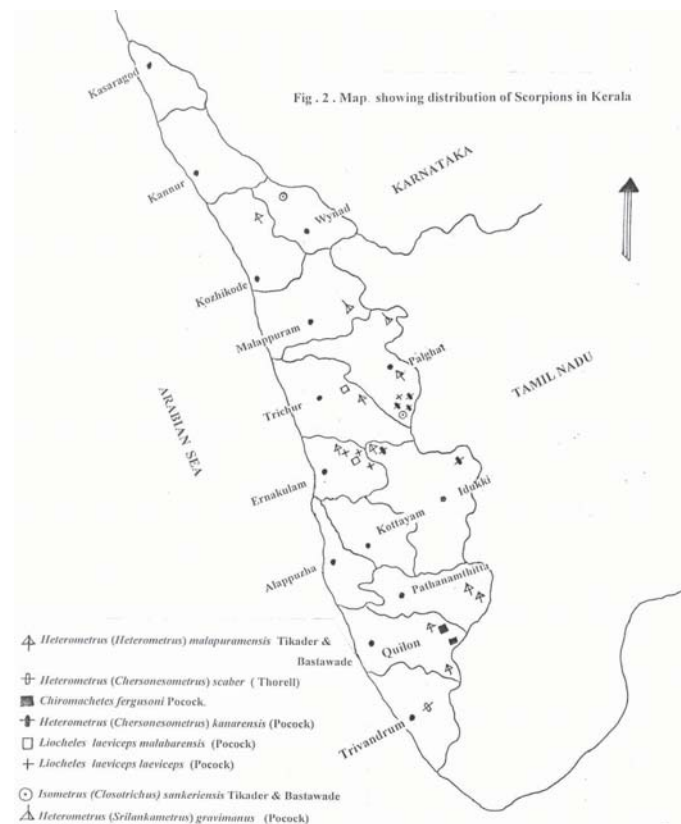 Fig . 2 . Map. showing distribution of Scorpions in Kerala
Kasaragod
KARNATAKA
Kannur
Wynad
Kozhikode
Malappuram
Palghat
TAMIL NADU
Trichur
ARABIAN SEA
Ernakulam
Idukki
Kottayam
Alappuzha
Pathanamthitta
Quilon
Trivandrum
Heterometrus (Heterometrus) malapuramensis Tikader &
Bastawade
Heterometrus (Chersonesometrus) scaber ( Thorell)
Chiromachetes fergusoni Pocock.
Heterometrus (Chersonesometrus) kanarensis (Pocock)
Liocheles laeviceps malabarensis (Pocock)
Liocheles laeviceps laeviceps (Pocock)
Isometrus (Closotrichus) sankeriensis Tikader & Bastawade
Heterometrus (Srilankametrus) gravimanus (Pocock)